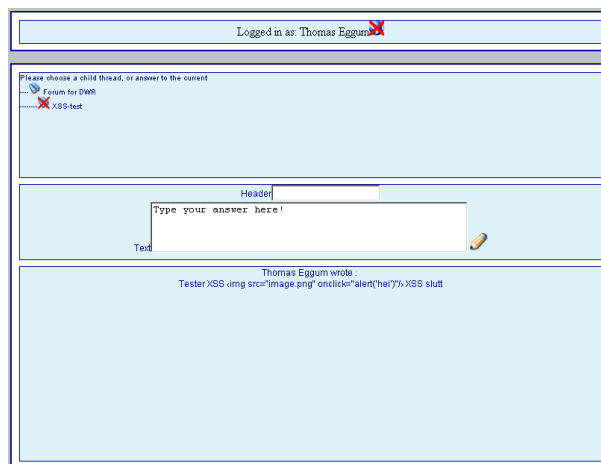 Logged in as: Thomas Eggum
Please choose a child thread, or answer to the current
Forum for DWR
XSS-test
Header
Type your answer here!
Text
Thomas Eggum wrote :
Tester XSS <img src="image.png" onclick="alert('hei')"/> XSS slutt